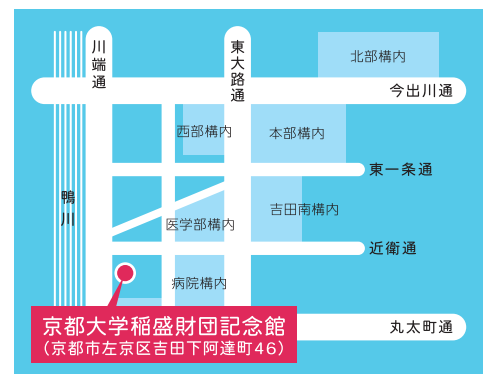 川端通
東大路通
北部構内
今出川通
西部構内
本部構内
東一条通
鴨川
吉田南構内
医学部構内
近衛通
病院構内
京都大学稲盛財団記念館
(京都市左京区吉田下阿達町46)
丸太町通